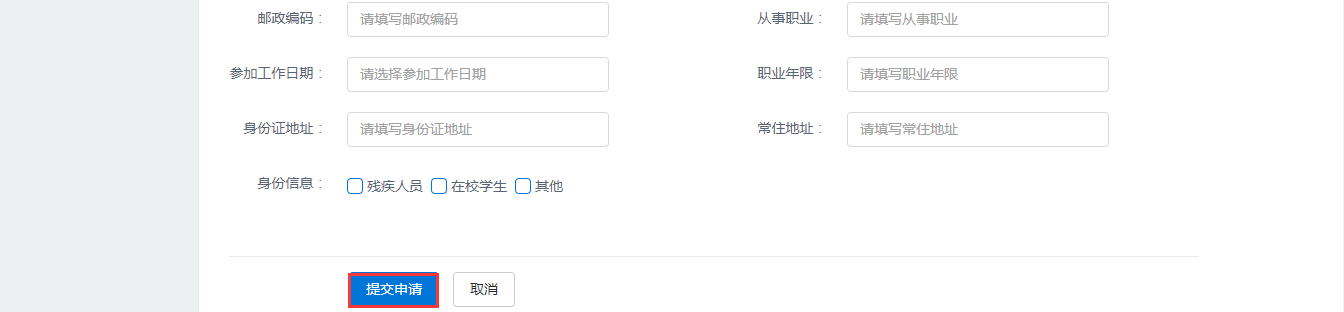 邮政编码： 请填写邮政编码 从事职业： 请填写从事职业
参加工作日期： 请选择参加工作日期 职业年限： 请填写职业年限
身份证地址： 请填写身份证地址 常住地址： 请填写常住地址
身份信息： 残疾人员 在校学生 其他
提交申请 取消